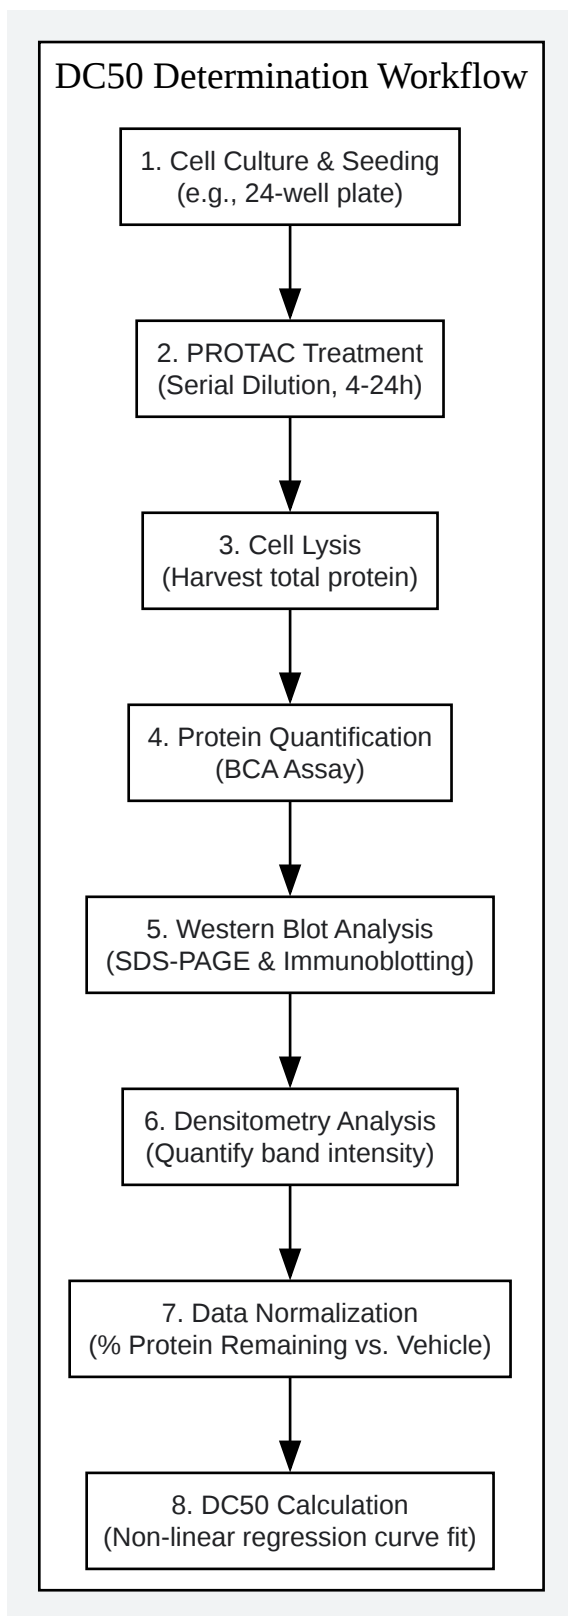 DC50 Determination Workflow
1. Cell Culture & Seeding
(e.g., 24-well plate)
2. PROTAC Treatment
(Serial Dilution, 4-24h)
3. Cell Lysis
(Harvest total protein)
4. Protein Quantification
(BCA Assay)
5. Western Blot Analysis
(SDS-PAGE & Immunoblotting)
6. Densitometry Analysis
(Quantify band intensity)
7. Data Normalization
(% Protein Remaining vs. Vehicle)
8. DC50 Calculation
(Non-linear regression curve fit)